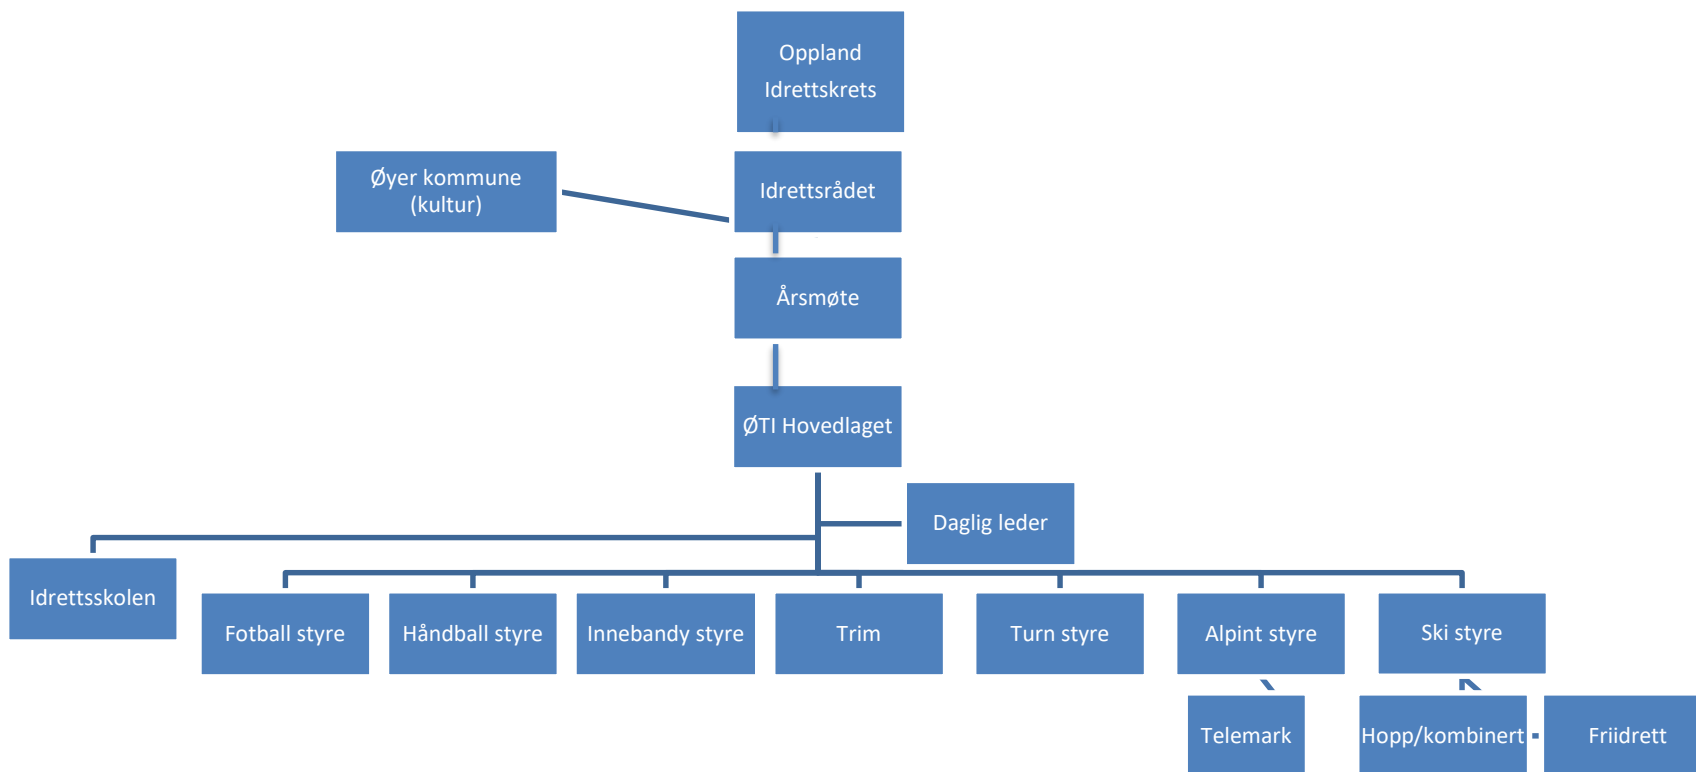 Oppland
Idrettskrets
Øyer kommune
(kultur)
Idrettsrådet
Årsmøte
ØTI Hovedlaget
Daglig leder
Idrettsskolen
Fotball styre
Håndball styre
Innebandy styre
Trim
Turn styre
Alpint styre
Ski styre
Telemark
Hopp/kombinert
Friidrett